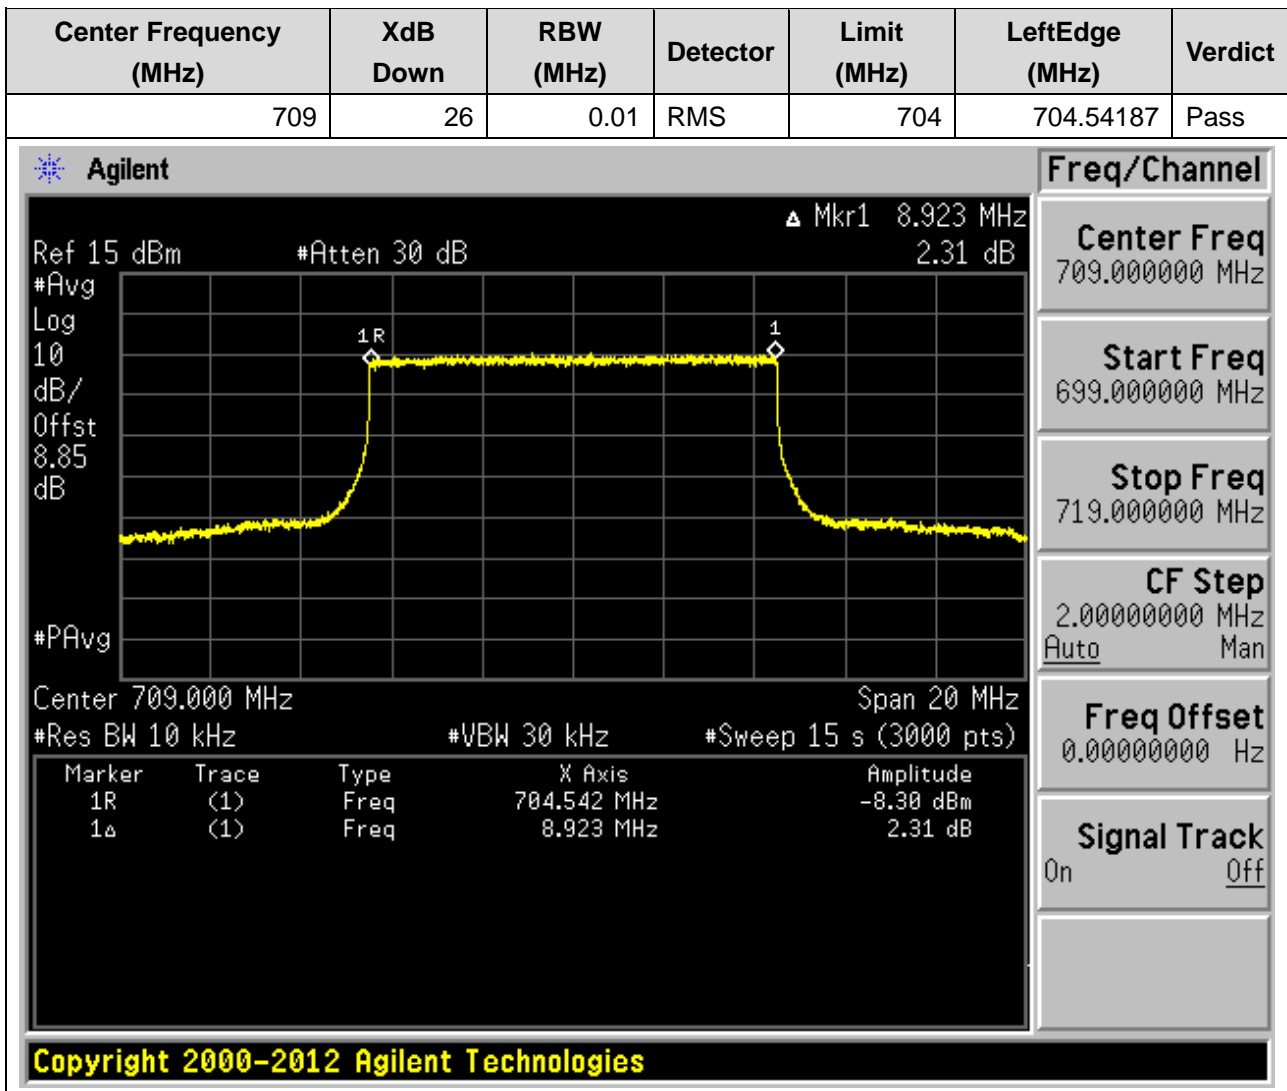 Center Frequency (MHz) XdB Down RBW (MHz) Detector Limit (MHz) LeftEdge (MHz) Verdict
709 26 0.01 RMS 704 704.54187 Pass
Agilent
Freq/Channel
Δ Mkr1 8.923 MHz
Ref 15 dBm #Atten 30 dB 2.31 dB
#Avg
Log
10
dB/
Offst
8.85
dB
1R
1
#PAvg
Center 709.000 MHz Span 20 MHz
#Res BW 10 kHz #VBW 30 kHz #Sweep 15 s (3000 pts)
Marker Trace Type X Axis Amplitude
1R (1) Freq 704.542 MHz -8.30 dBm
1Δ (1) Freq 8.923 MHz 2.31 dB
Center Freq
709.000000 MHz
Start Freq
699.000000 MHz
Stop Freq
719.000000 MHz
CF Step
2.00000000 MHz
Auto Man
Freq Offset
0.00000000 Hz
Signal Track
On Off
Copyright 2000-2012 Agilent Technologies